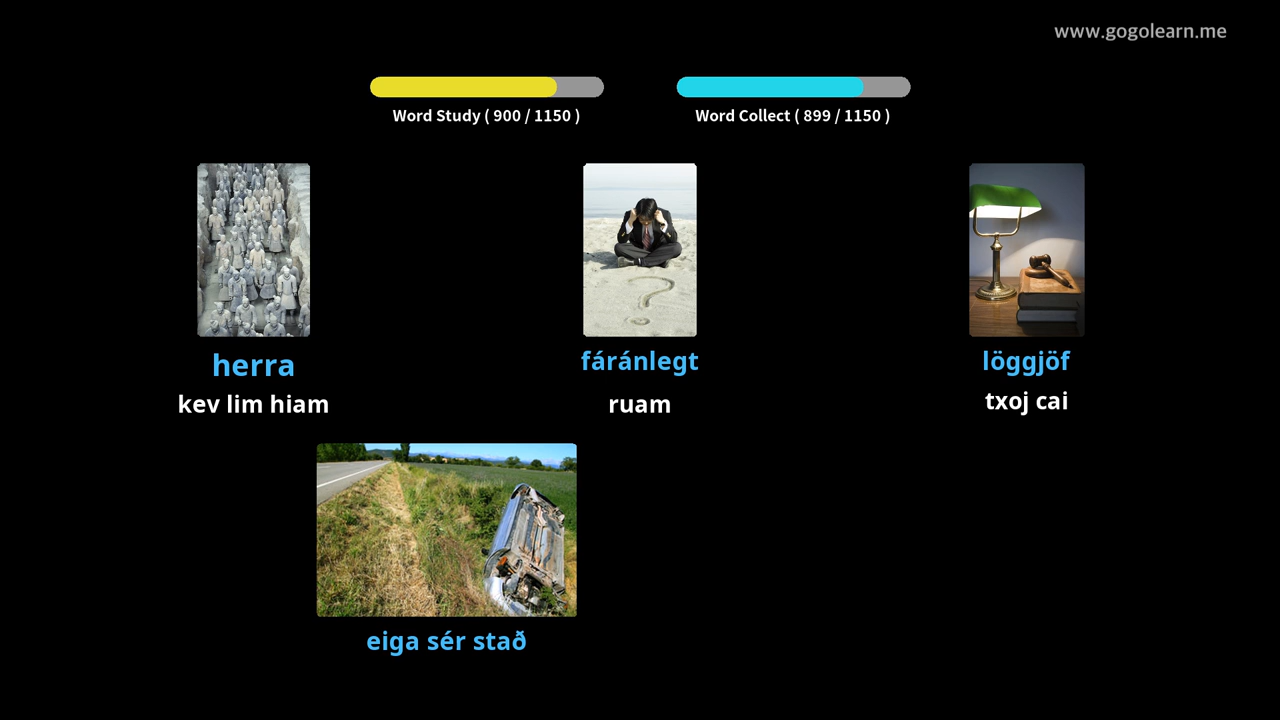 www.gogolearn.me
Word Study ( 900 / 1150 )
Word Collect ( 899 / 1150 )
herra
kev lim hiam
fáránlegt
ruam
löggjöf
txoj cai
eiga sér stað